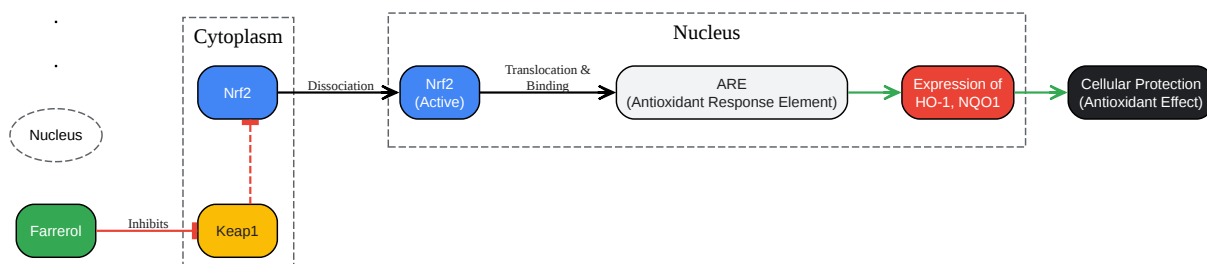 Cytoplasm
Nucleus
Nrf2
Dissociation
Nrf2
(Active)
Translocation &
Binding
ARE
(Antioxidant Response Element)
Expression of
HO-1, NQO1
Cellular Protection
(Antioxidant Effect)
Nucleus
Farrerol
Inhibits
Keap1